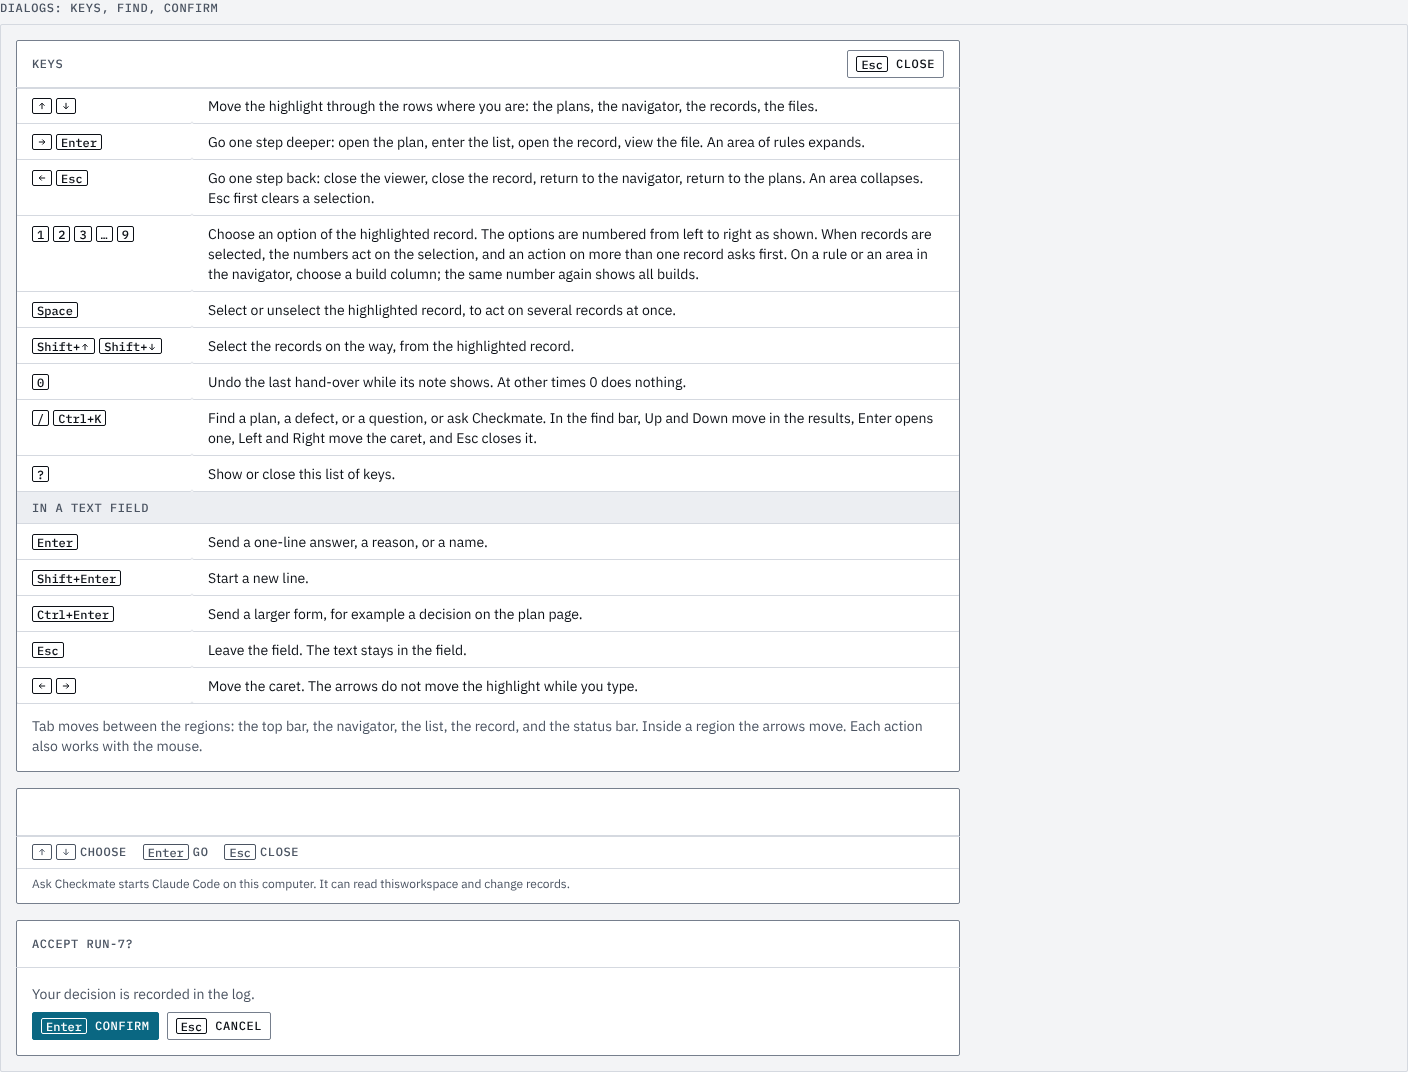 DIALOGS: KEYS, FIND, CONFIRM
KEYS
Esc CLOSE
↑ ↓ Move the highlight through the rows where you are: the plans, the navigator, the records, the files.
→ Enter Go one step deeper: open the plan, enter the list, open the record, view the file. An area of rules expands.
← Esc Go one step back: close the viewer, close the record, return to the navigator, return to the plans. An area collapses.
Esc first clears a selection.
1 2 3 … 9 Choose an option of the highlighted record. The options are numbered from left to right as shown. When records are
selected, the numbers act on the selection, and an action on more than one record asks first. On a rule or an area in
the navigator, choose a build column; the same number again shows all builds.
Space Select or unselect the highlighted record, to act on several records at once.
Shift+↑ Shift+↓ Select the records on the way, from the highlighted record.
0 Undo the last hand-over while its note shows. At other times 0 does nothing.
/ Ctrl+K Find a plan, a defect, or a question, or ask Checkmate. In the find bar, Up and Down move in the results, Enter opens
one, Left and Right move the caret, and Esc closes it.
? Show or close this list of keys.
IN A TEXT FIELD
Enter Send a one-line answer, a reason, or a name.
Shift+Enter Start a new line.
Ctrl+Enter Send a larger form, for example a decision on the plan page.
Esc Leave the field. The text stays in the field.
← → Move the caret. The arrows do not move the highlight while you type.
Tab moves between the regions: the top bar, the navigator, the list, the record, and the status bar. Inside a region the arrows move. Each action
also works with the mouse.
↑ ↓ CHOOSE Enter GO Esc CLOSE
Ask Checkmate starts Claude Code on this computer. It can read thisworkspace and change records.
ACCEPT RUN-7?
Your decision is recorded in the log.
Enter CONFIRM Esc CANCEL